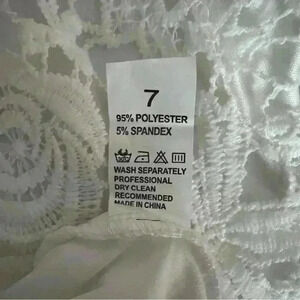 7
95% POLYESTER
5% SPANDEX
WASH SEPARATELY
PROFESSIONAL
DRY CLEAN
RECOMMENDED
MADE IN CHINA